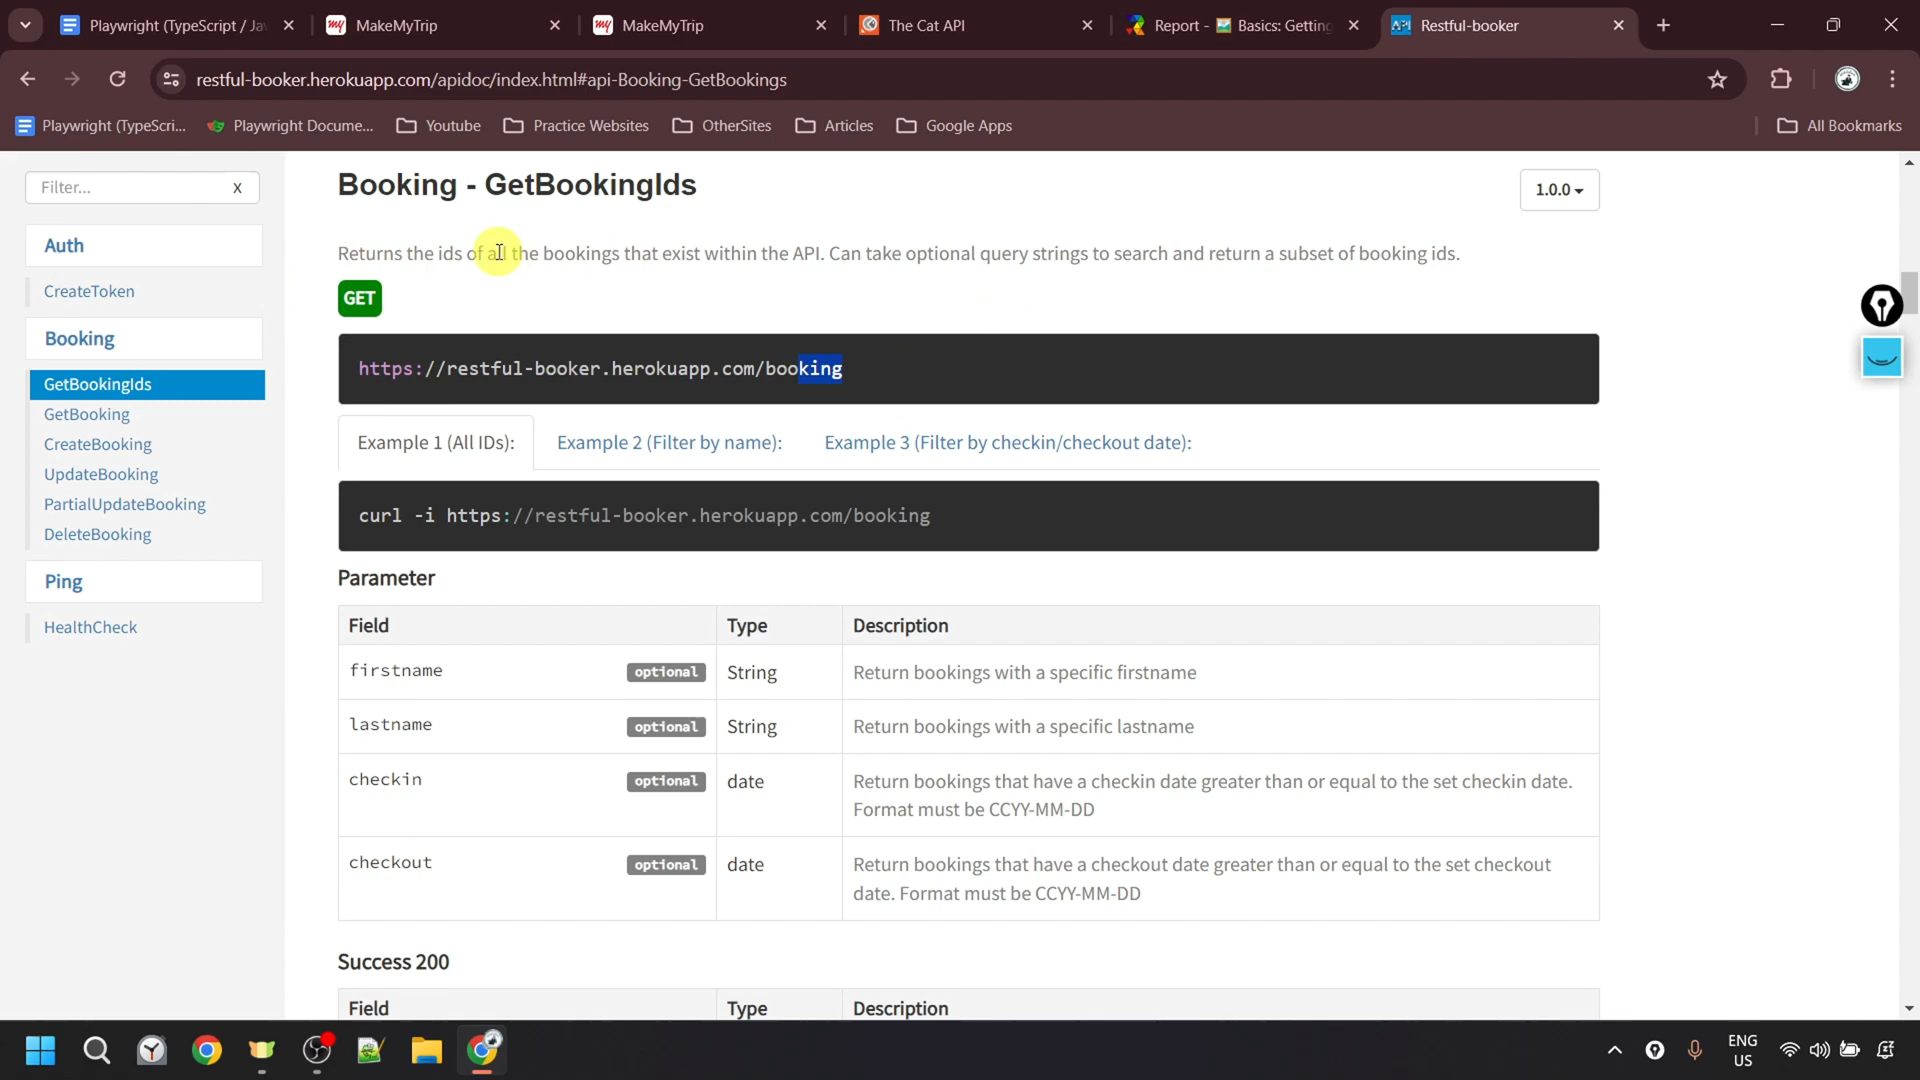 Playwright (TypeScript / Ja
MakeMyTrip
MakeMyTrip
The Cat API
Report - 🖼️ Basics: Getting
Restful-booker
restful-booker.herokuapp.com/apidoc/index.html#api-Booking-GetBookings
Playwright (TypeScri...
Playwright Docume...
Youtube
Practice Websites
OtherSites
Articles
Google Apps
All Bookmarks
Filter...
X
Auth
CreateToken
Booking
GetBookingIds
GetBooking
CreateBooking
UpdateBooking
PartialUpdateBooking
DeleteBooking
Ping
HealthCheck
Booking - GetBookingIds
1.0.0
Returns the ids of all the bookings that exist within the API. Can take optional query strings to search and return a subset of booking ids.
GET
https://restful-booker.herokuapp.com/booking
Example 1 (All IDs):
Example 2 (Filter by name):
Example 3 (Filter by checkin/checkout date):
curl -i https://restful-booker.herokuapp.com/booking
Parameter
Field Type Description
firstname optional String Return bookings with a specific firstname
lastname optional String Return bookings with a specific lastname
checkin optional date Return bookings that have a checkin date greater than or equal to the set checkin date.
Format must be CCYY-MM-DD
checkout optional date Return bookings that have a checkout date greater than or equal to the set checkout
date. Format must be CCYY-MM-DD
Success 200
Field Type Description
ENG
US